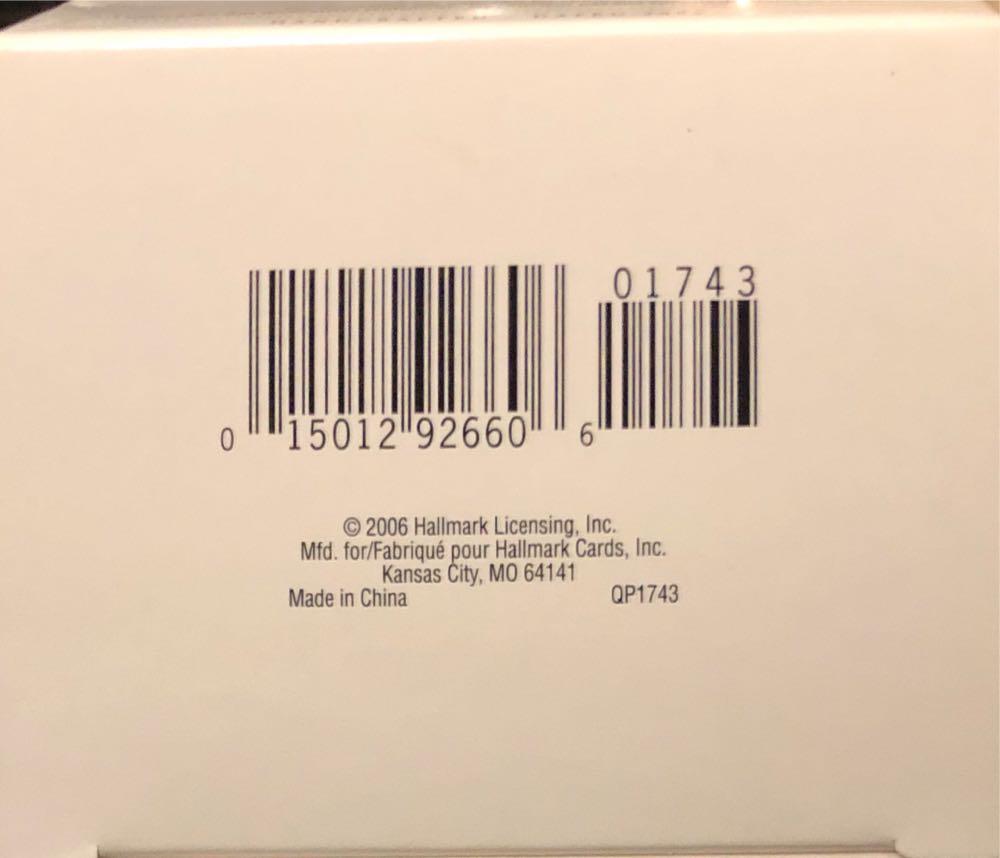 01743
0 15012 92660 6
© 2006 Hallmark Licensing, Inc.
Mfd. for/Fabriqué pour Hallmark Cards, Inc.
Kansas City, MO 64141
Made in China QP1743